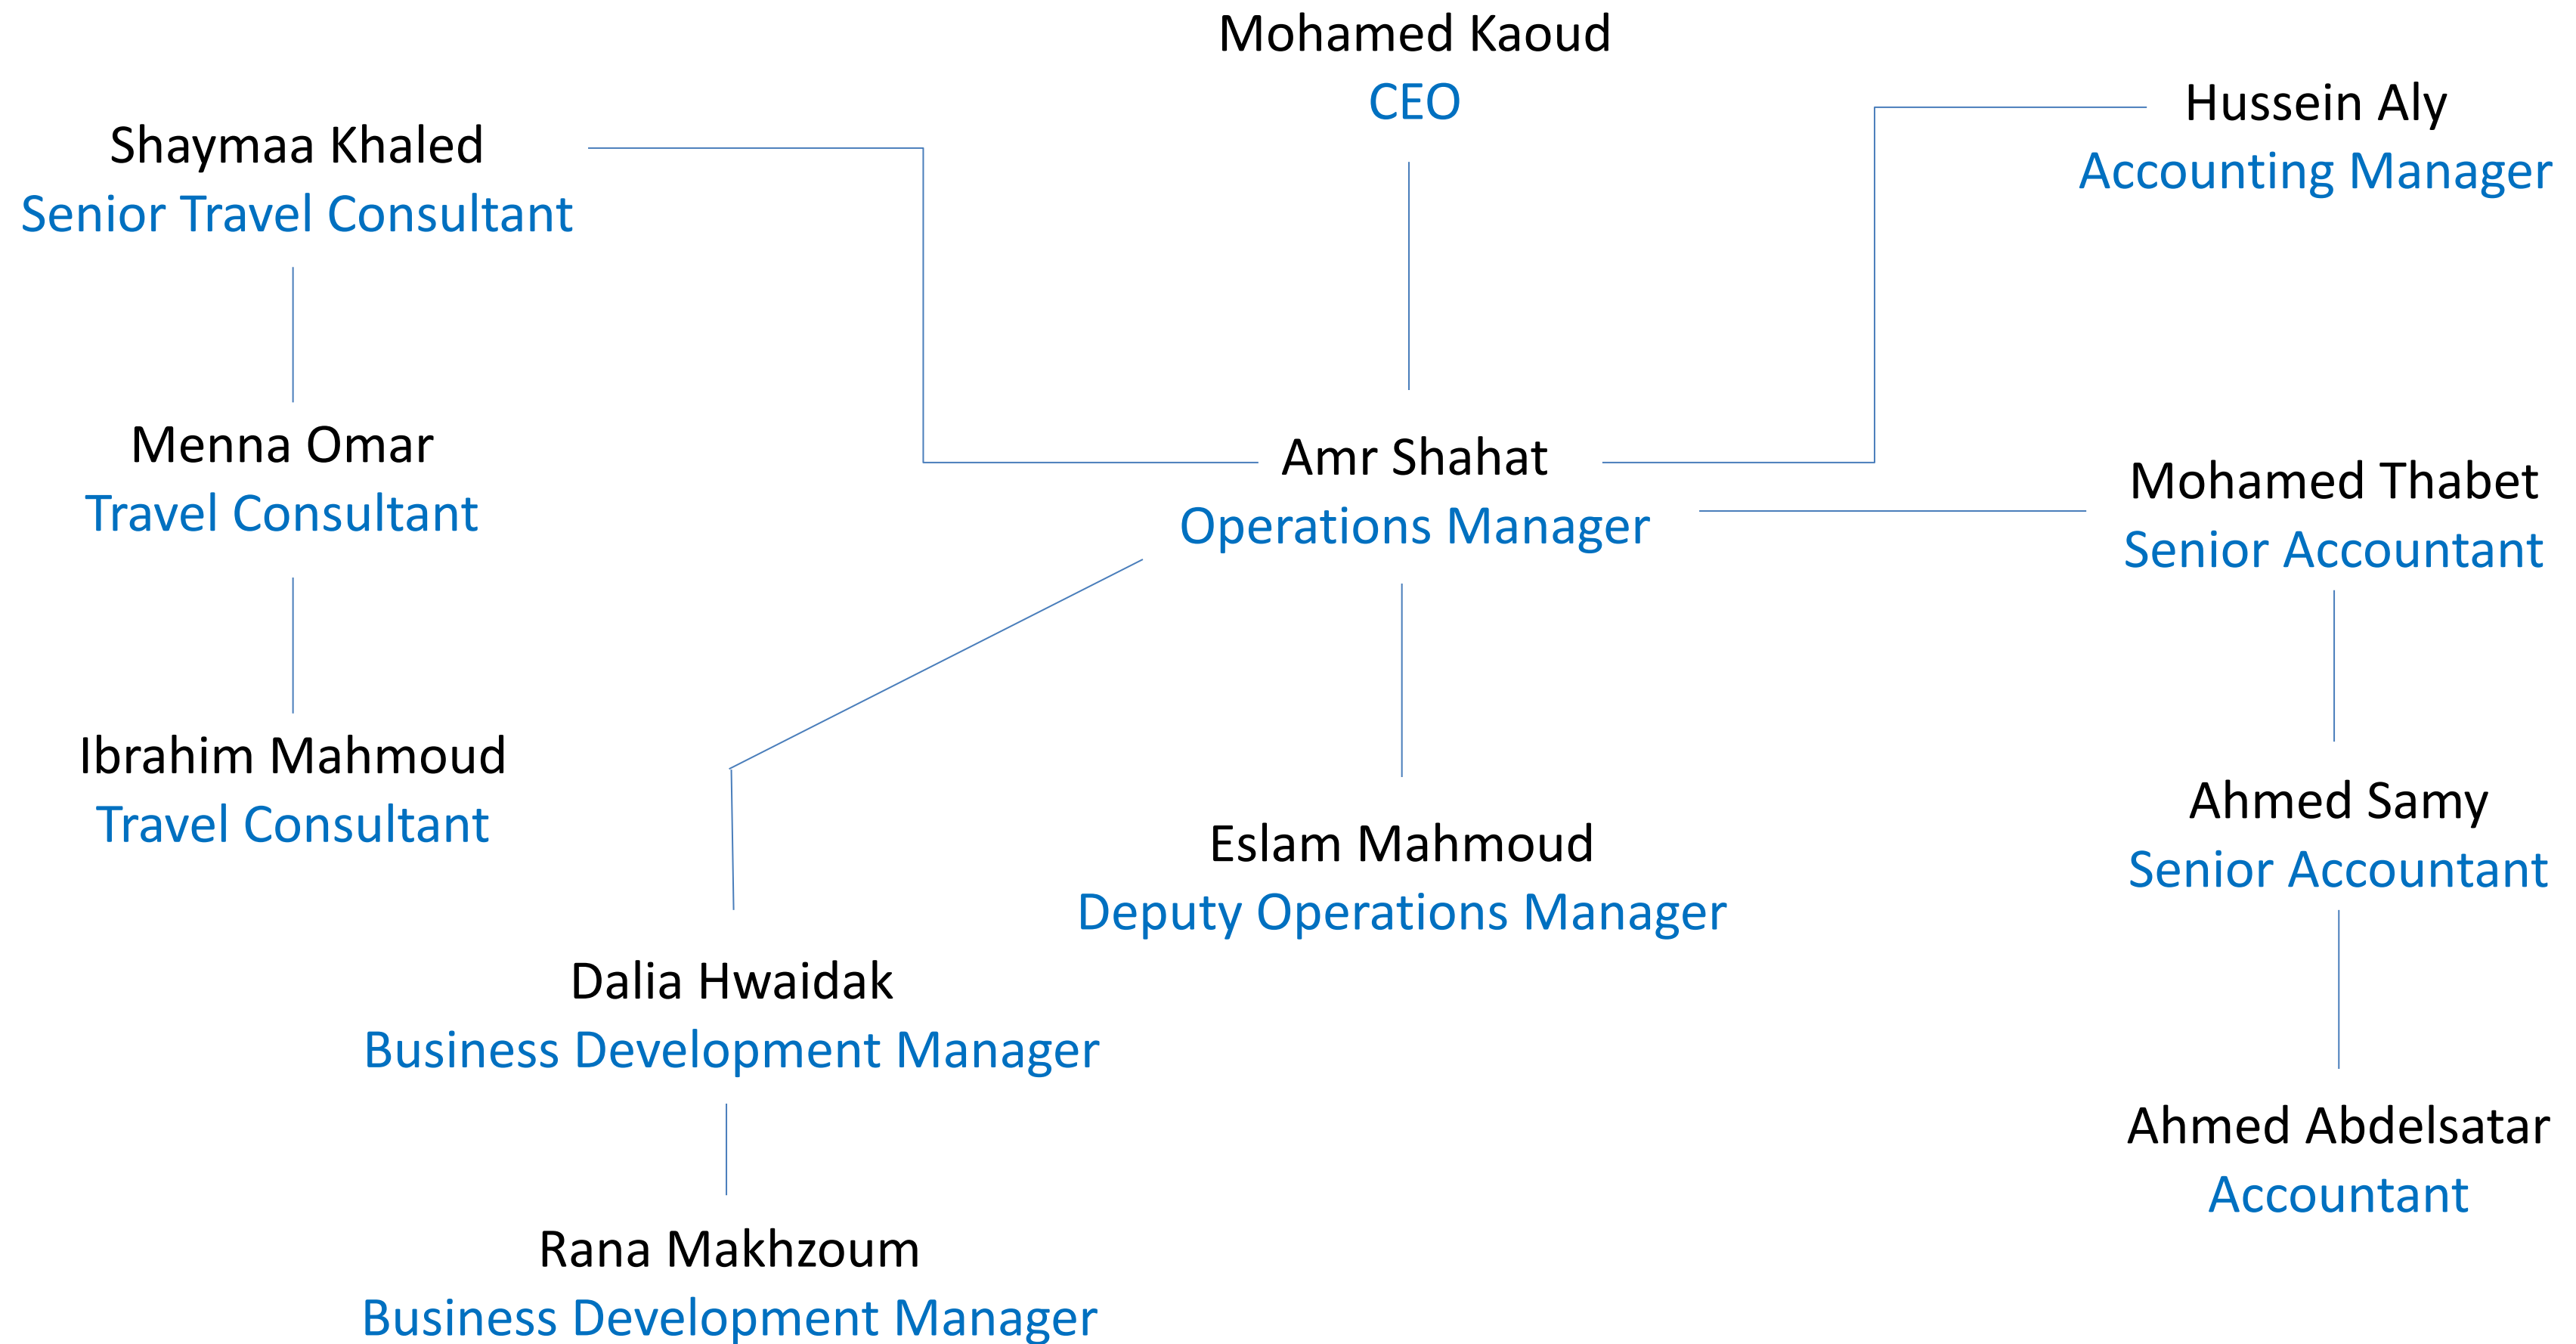 Mohamed Kaoud
CEO
Hussein Aly
Accounting Manager
Shaymaa Khaled
Senior Travel Consultant
Menna Omar
Travel Consultant
Amr Shahat
Operations Manager
Mohamed Thabet
Senior Accountant
Ibrahim Mahmoud
Travel Consultant
Eslam Mahmoud
Deputy Operations Manager
Ahmed Samy
Senior Accountant
Dalia Hwaidak
Business Development Manager
Ahmed Abdelsatar
Accountant
Rana Makhzoum
Business Development Manager